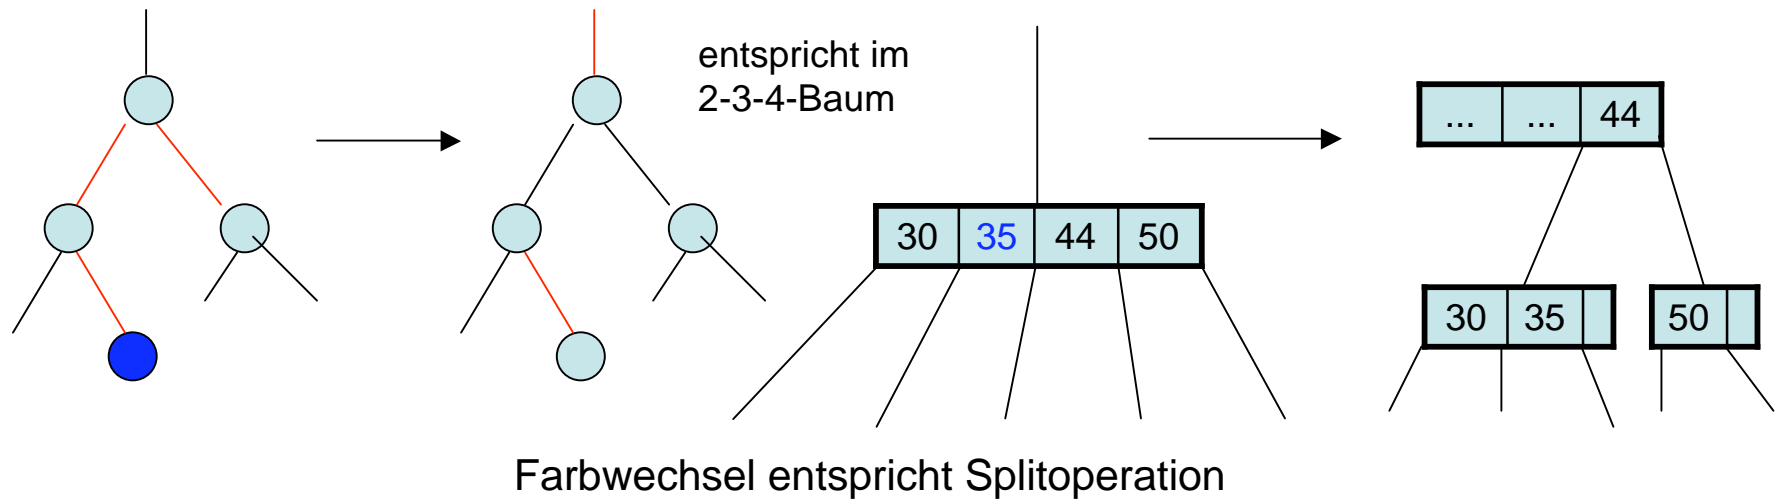 entspricht im
2-3-4-Baum
... ... 44
30 35 44 50
30 35
50
Farbwechsel entspricht Splitoperation